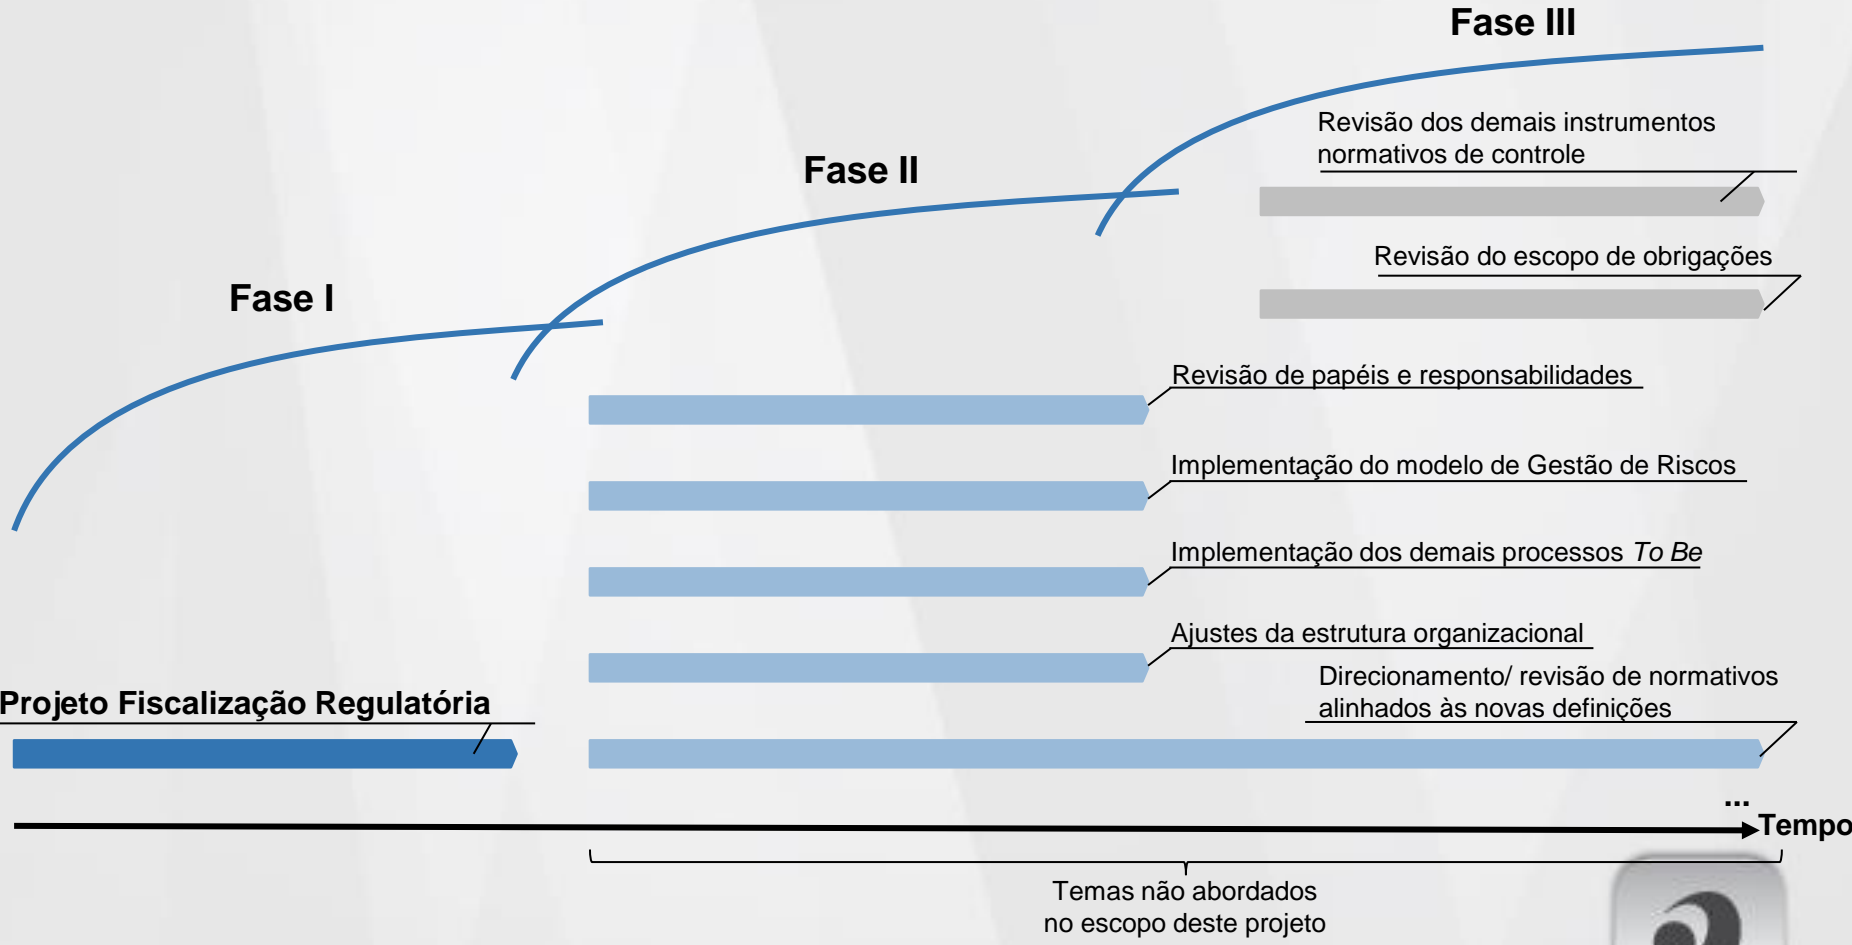 Fase III
Revisão dos demais instrumentos
normativos de controle
Fase II
Revisão do escopo de obrigações
Fase I
Revisão de papéis e responsabilidades
Implementação do modelo de Gestão de Riscos
Implementação dos demais processos To Be
Ajustes da estrutura organizacional
Direcionamento/ revisão de normativos
alinhados às novas definições
Projeto Fiscalização Regulatória
...
Tempo
Temas não abordados
no escopo deste projeto